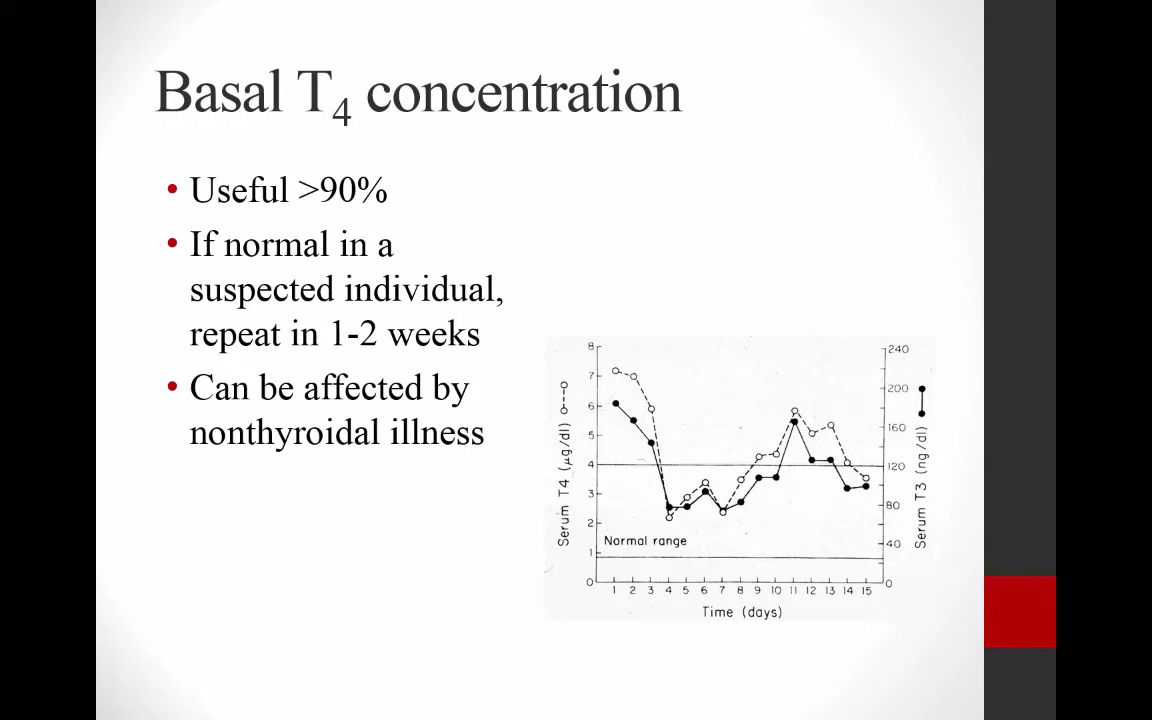 Basal T4 concentration
• Useful >90%
• If normal in a
suspected individual,
repeat in 1-2 weeks
• Can be affected by
nonthyroidal illness
Serum T4 (μg/dl)
8
7
6
5
4
3
2
1
0
Normal range
240
200
160
120
80
40
0
Serum T3 (ng/dl)
1 2 3 4 5 6 7 8 9 10 11 12 13 14 15
Time (days)